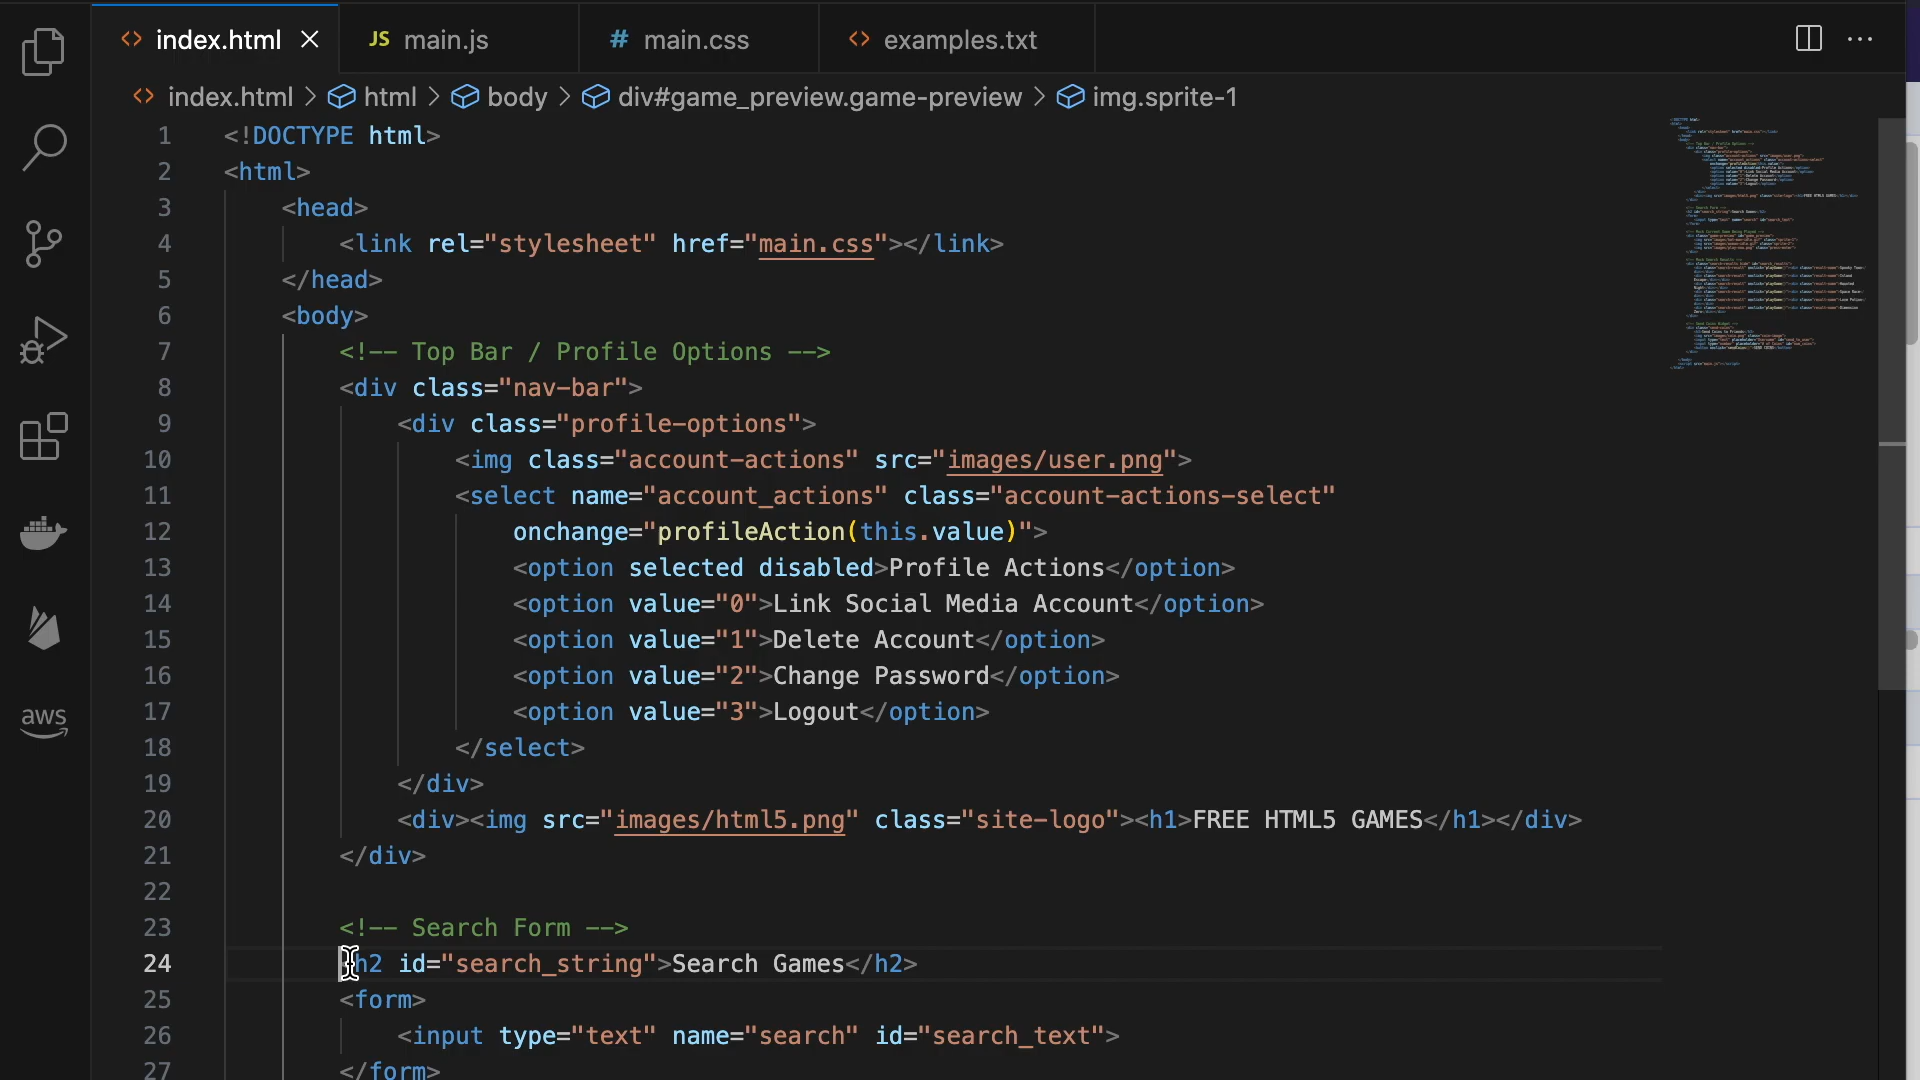 index.html
JS main.js
# main.css
examples.txt
index.html > html > body > div#game_preview.game-preview > img.sprite-1
1 <!DOCTYPE html>
2 <html>
3 <head>
4 <link rel="stylesheet" href="main.css"></link>
5 </head>
6 <body>
7 <!-- Top Bar / Profile Options -->
8 <div class="nav-bar">
9 <div class="profile-options">
10 <img class="account-actions" src="images/user.png">
11 <select name="account_actions" class="account-actions-select"
12 onchange="profileAction(this.value)">
13 <option selected disabled>Profile Actions</option>
14 <option value="0">Link Social Media Account</option>
15 <option value="1">Delete Account</option>
16 <option value="2">Change Password</option>
17 <option value="3">Logout</option>
18 </select>
19 </div>
20 <div><img src="images/html5.png" class="site-logo"><h1>FREE HTML5 GAMES</h1></div>
21 </div>
22
23 <!-- Search Form -->
24 <h2 id="search_string">Search Games</h2>
25 <form>
26 <input type="text" name="search" id="search_text">
27 </form>
aws